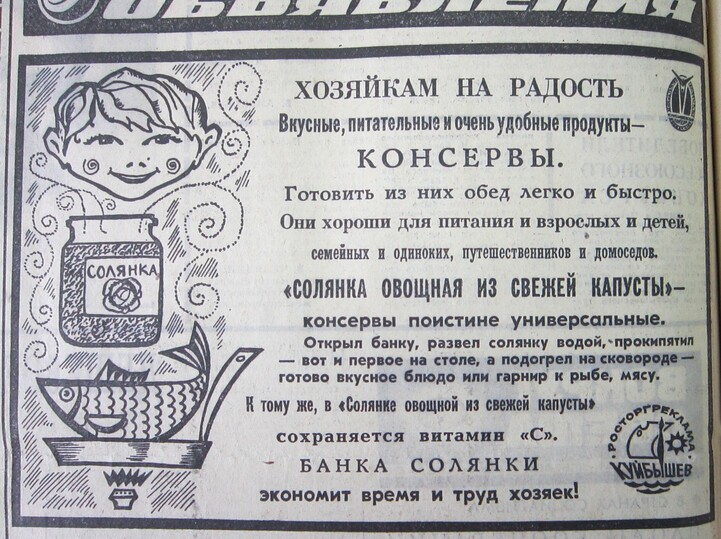 ОБЪЯВЛЕНИЯ
ХОЗЯЙКАМ НА РАДОСТЬ
Вкусные, питательные и очень удобные продукты—
КОНСЕРВЫ.
Готовить из них обед легко и быстро.
Они хороши для питания и взрослых и детей,
семейных и одиноких, путешественников и домоседов.
СОЛЯНКА
«СОЛЯНКА ОВОЩНАЯ ИЗ СВЕЖЕЙ КАПУСТЫ»—
консервы поистине универсальные.
Открыл банку, развел солянку водой, прокипятил
— вот и первое на столе, а подогрел на сковороде —
готово вкусное блюдо или гарнир к рыбе, мясу.
К тому же, в «Солянке овощной из свежей капусты»
сохраняется витамин «С».
БАНКА СОЛЯНКИ
экономит время и труд хозяек!
РОСТОРГРЕКЛАМА
КУЙБЫШЕВ